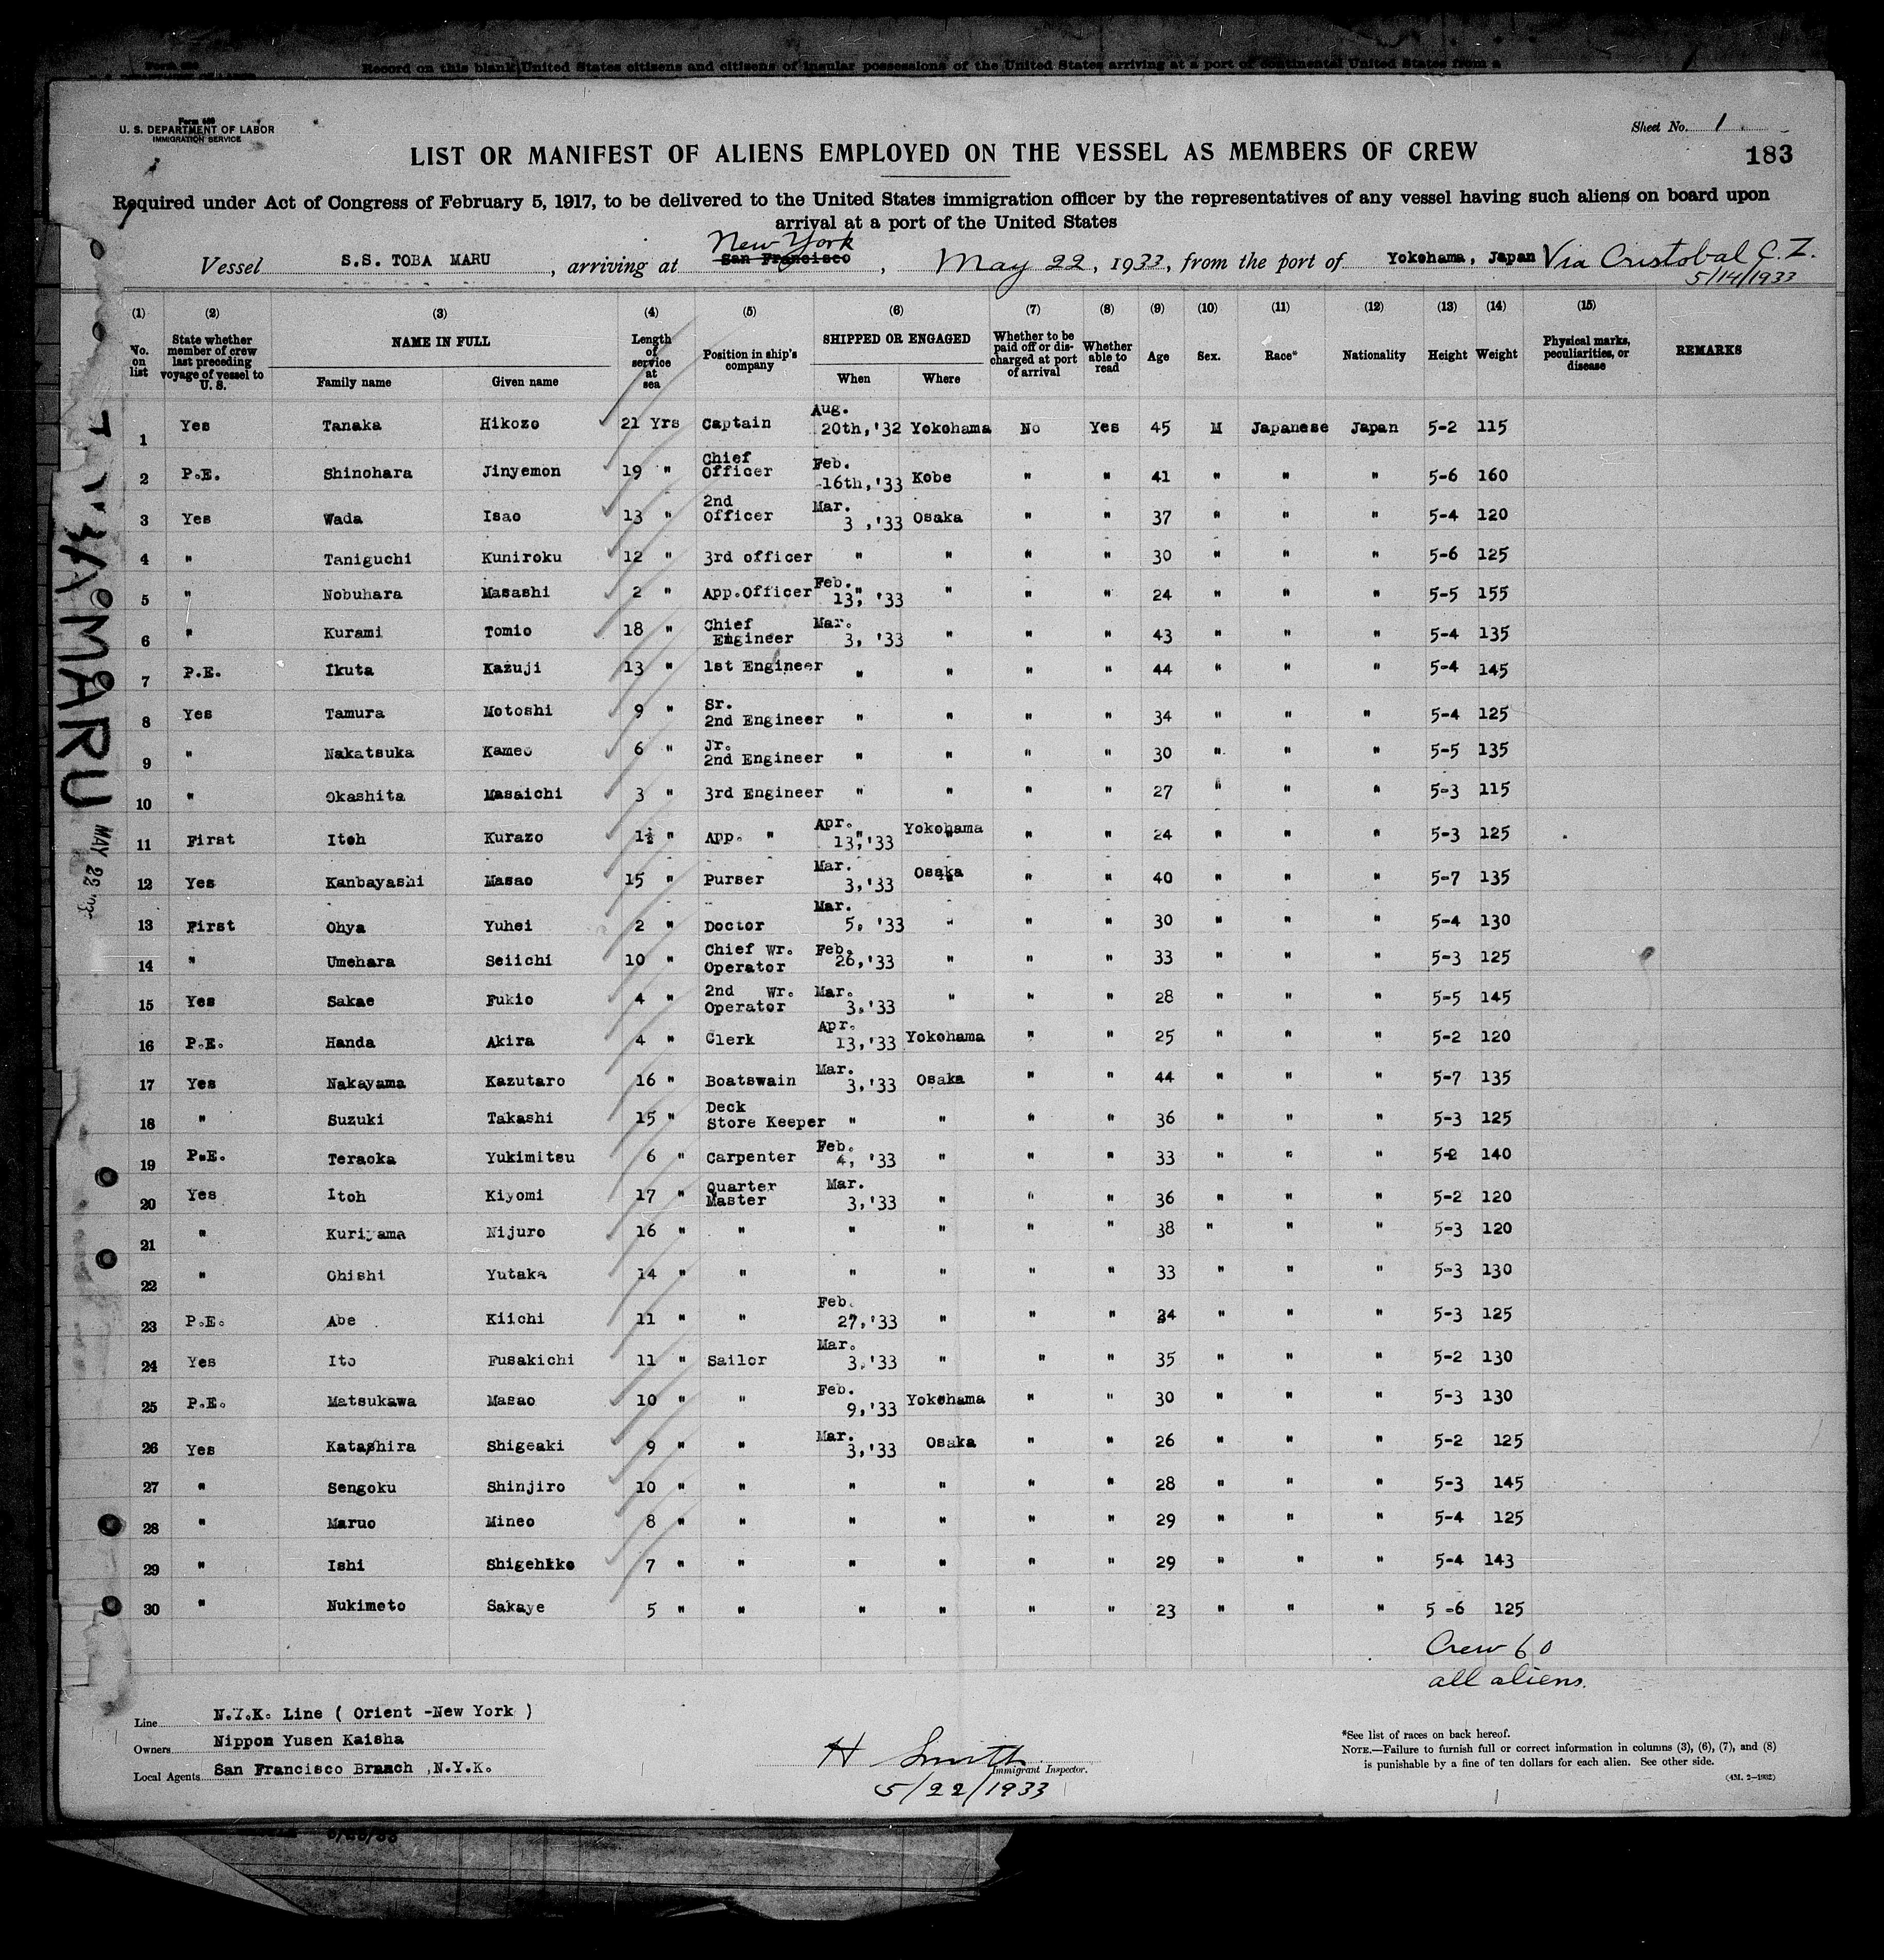 Record on this blank United States citizens and citizens of insular possessions of the United States arriving at a port of continental United States from a
Form 689
U. S. DEPARTMENT OF LABOR
IMMIGRATION SERVICE
Sheet No. 1
183
LIST OR MANIFEST OF ALIENS EMPLOYED ON THE VESSEL AS MEMBERS OF CREW
Required under Act of Congress of February 5, 1917, to be delivered to the United States immigration officer by the representatives of any vessel having such aliens on board upon
arrival at a port of the United States
New York
Vessel S.S. TOBA MARU , arriving at San Francisco , May 22, 1933, from the port of Yokohama, Japan Via Cristobal C.Z.
5/14/1933
(1) (2) (3) (4) (5) (6) (7) (8) (9) (10) (11) (12) (13) (14) (15)
No. on list State whether member of crew last preceding voyage of vessel to U. S. NAME IN FULL Length of service at sea Position in ship's company SHIPPED OR ENGAGED Whether to be paid off or discharged at port of arrival Whether able to read Age Sex. Race* Nationality Height Weight Physical marks, peculiarities, or disease REMARKS
Family name Given name When Where
1 Yes Tanaka Hikozo 21 Yrs Captain Aug. 20th,'32 Yokohama No Yes 45 M Japanese Japan 5-2 115
2 P.E. Shinohara Jinyemon 19 " Chief Officer Feb. 16th,'33 Kobe " " 41 " " " 5-6 160
3 Yes Wada Isao 13 " 2nd Officer Mar. 3 ,'33 Osaka " " 37 " " " 5-4 120
4 " Taniguchi Kuniroku 12 " 3rd officer " " " " 30 " " " 5-6 125
5 " Nobuhara Masashi 2 " App.Officer Feb. 13, '33 " " " 24 " " " 5-5 155
6 " Kurami Tomio 18 " Chief Engineer Mar. 3, '33 " " " 43 " " " 5-4 135
7 P.E. Ikuta Kazuji 13 " 1st Engineer " " " " 44 " " " 5-4 145
8 Yes Tamura Motoshi 9 " Sr. 2nd Engineer " " " " 34 " " " 5-4 125
9 " Nakatsuka Kameo 6 " Jr. 2nd Engineer " " " " 30 " " " 5-5 135
10 " Okashita Masaichi 3 " 3rd Engineer " " " " 27 " " " 5-3 115
11 First Itoh Kurazo 1½ " App. " Apr. 13,'33 Yokohama " " 24 " " " 5-3 125
12 Yes Kanbayashi Masao 15 " Purser Mar. 3,'33 Osaka " " 40 " " " 5-7 135
13 First Ohya Yuhei 2 " Doctor Mar. 5, '33 " " " 30 " " " 5-4 130
14 " Umehara Seiichi 10 " Chief Wr. Operator Feb. 26,'33 " " " 33 " " " 5-3 125
15 Yes Sakae Fukio 4 " 2nd Wr. Operator Mar. 3,'33 " " " 28 " " " 5-5 145
16 P.E. Handa Akira 4 " Clerk Apr. 13,'33 Yokohama " " 25 " " " 5-2 120
17 Yes Nakayama Kazutaro 16 " Boatswain Mar. 3,'33 Osaka " " 44 " " " 5-7 135
18 " Suzuki Takashi 15 " Deck Store Keeper " " " " 36 " " " 5-3 125
19 P.E. Teraoka Yukimitsu 6 " Carpenter Feb. 4, '33 " " " 33 " " " 5-2 140
20 Yes Itoh Kiyomi 17 " Quarter Master Mar. 3,'33 " " " 36 " " " 5-2 120
21 " Kuriyama Nijuro 16 " " " " " " 38 " " " 5-3 120
22 " Ohishi Yutaka 14 " " " " " " 33 " " " 5-3 130
23 P.E. Abe Kiichi 11 " " Feb. 27,'33 " " " 34 " " " 5-3 125
24 Yes Ito Fusakichi 11 " Sailor Mar. 3,'33 " " " 35 " " " 5-2 130
25 P.E. Matsukawa Masao 10 " " Feb. 9,'33 Yokohama " " 30 " " " 5-3 130
26 Yes Katashira Shigeaki 9 " " Mar. 3,'33 Osaka " " 26 " " " 5-2 125
27 " Sengoku Shinjiro 10 " " " " " " 28 " " " 5-3 145
28 " Maruo Mineo 8 " " " " " " 29 " " " 5-4 125
29 " Ishi Shigehiko 7 " " " " " " 29 " " " 5-4 143
30 " Nukimoto Sakaye 5 " " " " " " 23 " " " 5 -6 125
Crew 60
all aliens.
Line N.Y.K. Line ( Orient -New York )
Owners Nippon Yusen Kaisha
Local Agents San Francisco Branch ,N.Y.K.
H Smith
Immigrant Inspector.
5/22/1933
*See list of races on back hereof.
NOTE.—Failure to furnish full or correct information in columns (3), (6), (7), and (8)
is punishable by a fine of ten dollars for each alien. See other side.
(4M. 2—1932)
MARU
MAY 22